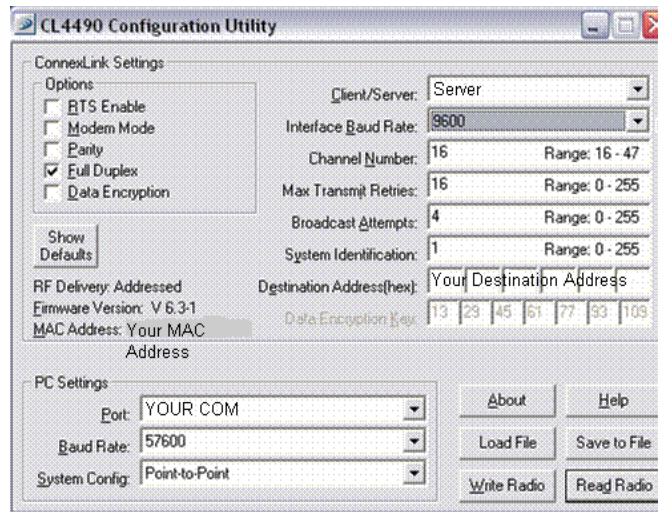 CL4490 Configuration Utility
ConnexLink Settings
Options
RTS Enable
Modem Mode
Parity
Full Duplex
Data Encryption
Show
Defaults
RF Delivery: Addressed
Firmware Version: V 6.3-1
MAC Address: Your MAC
Address
Client/Server: Server
Interface Baud Rate: 9600
Channel Number: 16 Range: 16 - 47
Max Transmit Retries: 16 Range: 0 - 255
Broadcast Attempts: 4 Range: 0 - 255
System Identification: 1 Range: 0 - 255
Destination Address(hex): Your Destination Address
Data Encryption Key: 13 29 45 61 77 93 109
PC Settings
Port: YOUR COM
Baud Rate: 57600
System Config: Point-to-Point
About
Help
Load File
Save to File
Write Radio
Read Radio